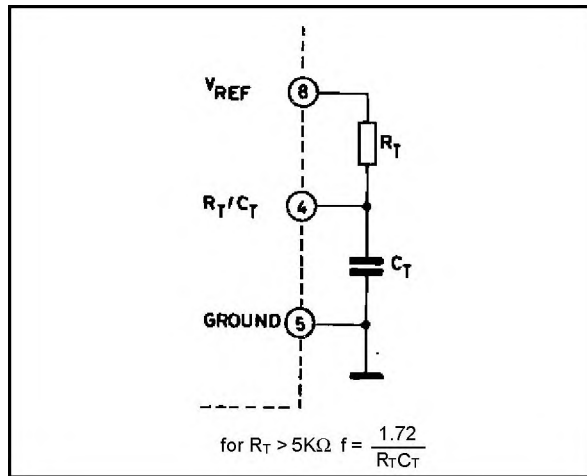 VREF 8
RT
RT/CT 4
CT
GROUND 5
for RT > 5KΩ f = 1.72 / RTCT